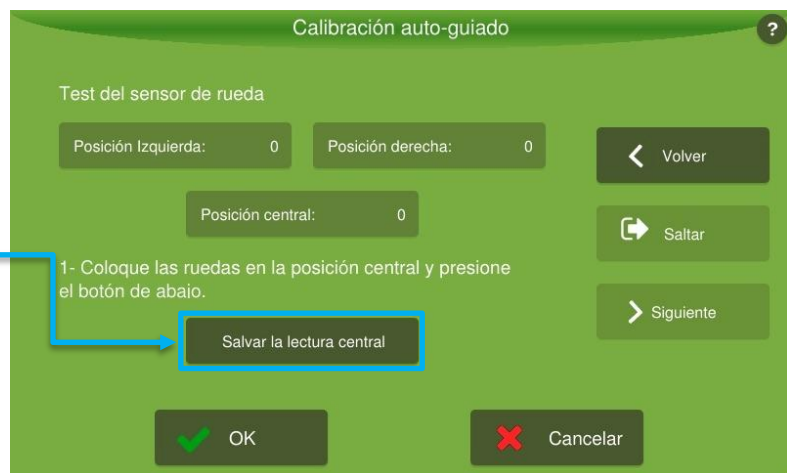 Calibración auto-guiado
?
Test del sensor de rueda
Posición Izquierda: 0
Posición derecha: 0
Volver
Posición central: 0
Saltar
1- Coloque las ruedas en la posición central y presione
el botón de abajo.
Siguiente
Salvar la lectura central
OK
Cancelar